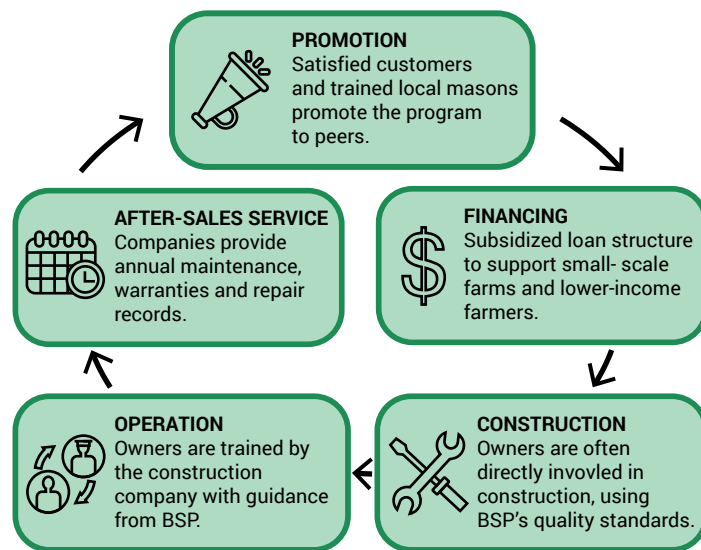 PROMOTION
Satisfied customers
and trained local masons
promote the program
to peers.
FINANCING
Subsidized loan structure
to support small- scale
farms and lower-income
farmers.
CONSTRUCTION
Owners are often
directly invovled in
construction, using
BSP's quality standards.
OPERATION
Owners are trained by
the construction
company with guidance
from BSP.
AFTER-SALES SERVICE
Companies provide
annual maintenance,
warranties and repair
records.